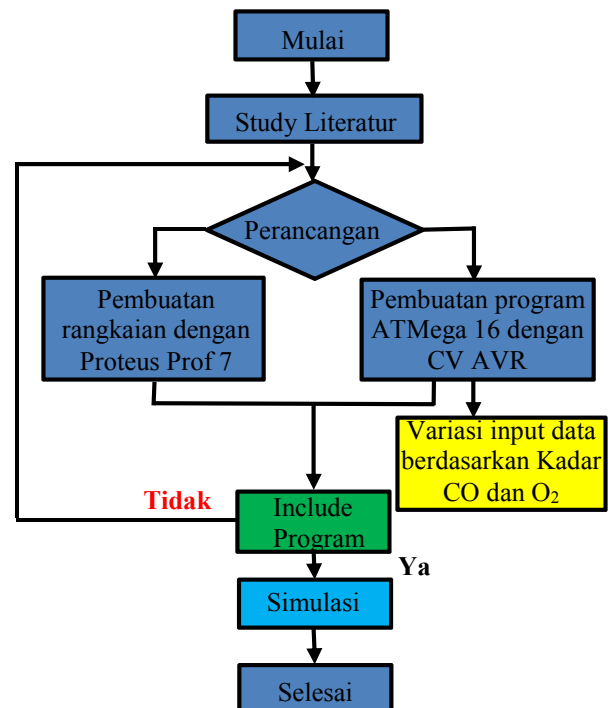 Mulai
Study Literatur
Perancangan
Pembuatan
rangkaian dengan
Proteus Prof 7
Pembuatan program
ATMega 16 dengan
CV AVR
Variasi input data
berdasarkan Kadar
CO dan O₂
Tidak
Include
Program
Ya
Simulasi
Selesai